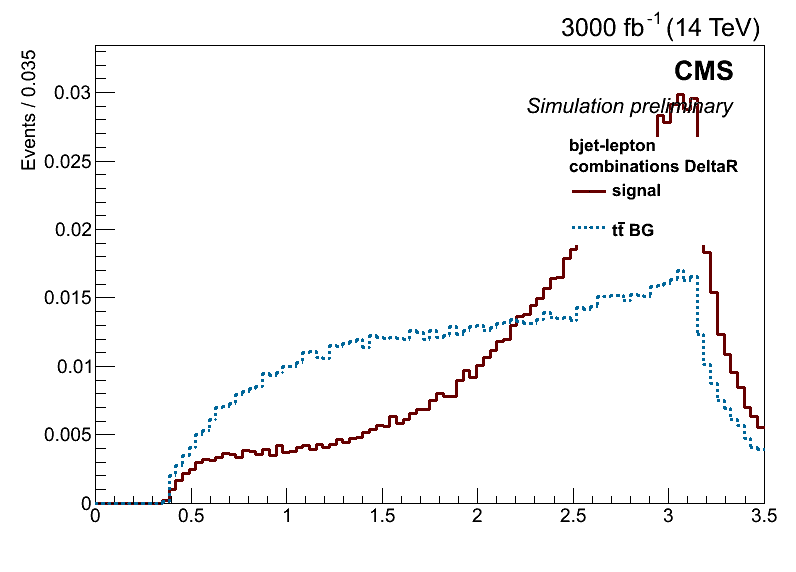 3000 fb⁻¹ (14 TeV)
CMS
Simulation preliminary
bjet-lepton
combinations DeltaR
signal
tt̄ BG
Events / 0.035
0.03
0.025
0.02
0.015
0.01
0.005
0
0 0.5 1 1.5 2 2.5 3 3.5